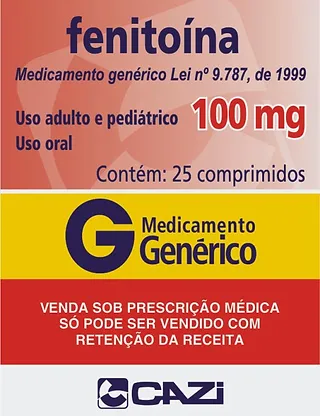 fenitoína
Medicamento genérico Lei nº 9.787, de 1999
Uso adulto e pediátrico 100 mg
Uso oral
Contém: 25 comprimidos
G Medicamento
Genérico
VENDA SOB PRESCRIÇÃO MÉDICA
SÓ PODE SER VENDIDO COM
RETENÇÃO DA RECEITA
CAZi